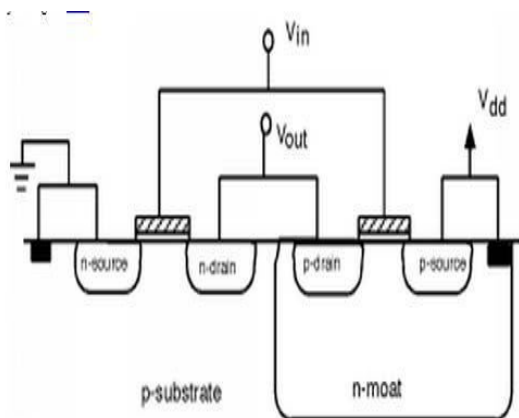 Vin
Vdd
Vout
n-source
n-drain
p-drain
p-source
p-substrate
n-moat